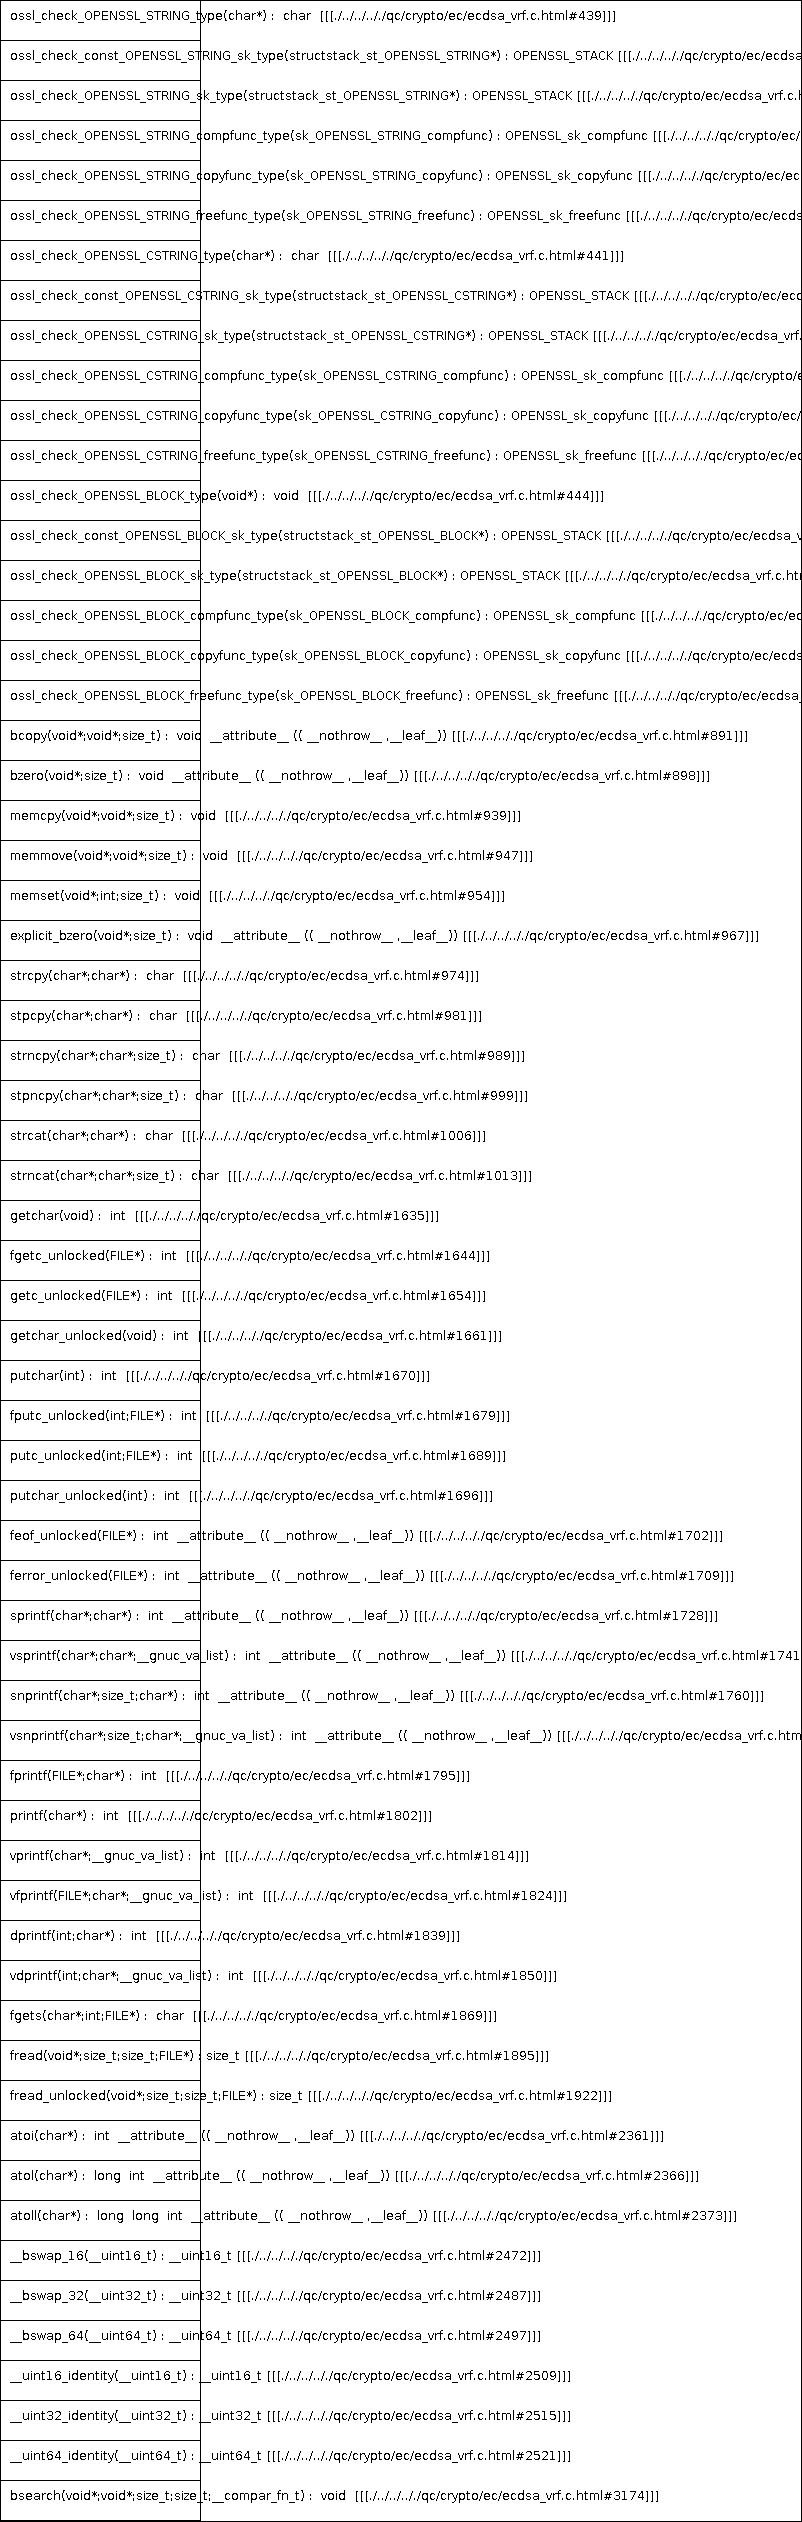 ossl_check_OPENSSL_STRING_type(char*) : char [[[./../../../qc/crypto/ec/ecdsa_vrf.c.html#439]]]
ossl_check_const_OPENSSL_STRING_sk_type(structstack_st_OPENSSL_STRING*) : OPENSSL_STACK [[[./../../../qc/crypto/ec/ecdsa
ossl_check_OPENSSL_STRING_sk_type(structstack_st_OPENSSL_STRING*) : OPENSSL_STACK [[[./../../../qc/crypto/ec/ecdsa_vrf.c.h
ossl_check_OPENSSL_STRING_compfunc_type(sk_OPENSSL_STRING_compfunc) : OPENSSL_sk_compfunc [[[./../../../qc/crypto/ec/
ossl_check_OPENSSL_STRING_copyfunc_type(sk_OPENSSL_STRING_copyfunc) : OPENSSL_sk_copyfunc [[[./../../../qc/crypto/ec/ec
ossl_check_OPENSSL_STRING_freefunc_type(sk_OPENSSL_STRING_freefunc) : OPENSSL_sk_freefunc [[[./../../../qc/crypto/ec/ecds
ossl_check_OPENSSL_CSTRING_type(char*) : char [[[./../../../qc/crypto/ec/ecdsa_vrf.c.html#441]]]
ossl_check_const_OPENSSL_CSTRING_sk_type(structstack_st_OPENSSL_CSTRING*) : OPENSSL_STACK [[[./../../../qc/crypto/ec/ec
ossl_check_OPENSSL_CSTRING_sk_type(structstack_st_OPENSSL_CSTRING*) : OPENSSL_STACK [[[./../../../qc/crypto/ec/ecdsa_vrf.
ossl_check_OPENSSL_CSTRING_compfunc_type(sk_OPENSSL_CSTRING_compfunc) : OPENSSL_sk_compfunc [[[./../../../qc/crypto/e
ossl_check_OPENSSL_CSTRING_copyfunc_type(sk_OPENSSL_CSTRING_copyfunc) : OPENSSL_sk_copyfunc [[[./../../../qc/crypto/ec/
ossl_check_OPENSSL_CSTRING_freefunc_type(sk_OPENSSL_CSTRING_freefunc) : OPENSSL_sk_freefunc [[[./../../../qc/crypto/ec/ec
ossl_check_OPENSSL_BLOCK_type(void*) : void [[[./../../../qc/crypto/ec/ecdsa_vrf.c.html#444]]]
ossl_check_const_OPENSSL_BLOCK_sk_type(structstack_st_OPENSSL_BLOCK*) : OPENSSL_STACK [[[./../../../qc/crypto/ec/ecdsa_v
ossl_check_OPENSSL_BLOCK_sk_type(structstack_st_OPENSSL_BLOCK*) : OPENSSL_STACK [[[./../../../qc/crypto/ec/ecdsa_vrf.c.ht
ossl_check_OPENSSL_BLOCK_compfunc_type(sk_OPENSSL_BLOCK_compfunc) : OPENSSL_sk_compfunc [[[./../../../qc/crypto/ec/ec
ossl_check_OPENSSL_BLOCK_copyfunc_type(sk_OPENSSL_BLOCK_copyfunc) : OPENSSL_sk_copyfunc [[[./../../../qc/crypto/ec/ecds
ossl_check_OPENSSL_BLOCK_freefunc_type(sk_OPENSSL_BLOCK_freefunc) : OPENSSL_sk_freefunc [[[./../../../qc/crypto/ec/ecdsa_
bcopy(void*;void*;size_t) : void __attribute__ (( __nothrow__ ,__leaf__)) [[[./../../../qc/crypto/ec/ecdsa_vrf.c.html#891]]]
bzero(void*;size_t) : void __attribute__ (( __nothrow__ ,__leaf__)) [[[./../../../qc/crypto/ec/ecdsa_vrf.c.html#898]]]
memcpy(void*;void*;size_t) : void [[[./../../../qc/crypto/ec/ecdsa_vrf.c.html#939]]]
memmove(void*;void*;size_t) : void [[[./../../../qc/crypto/ec/ecdsa_vrf.c.html#947]]]
memset(void*;int;size_t) : void [[[./../../../qc/crypto/ec/ecdsa_vrf.c.html#954]]]
explicit_bzero(void*;size_t) : void __attribute__ (( __nothrow__ ,__leaf__)) [[[./../../../qc/crypto/ec/ecdsa_vrf.c.html#967]]]
strcpy(char*;char*) : char [[[./../../../qc/crypto/ec/ecdsa_vrf.c.html#974]]]
stpcpy(char*;char*) : char [[[./../../../qc/crypto/ec/ecdsa_vrf.c.html#981]]]
strncpy(char*;char*;size_t) : char [[[./../../../qc/crypto/ec/ecdsa_vrf.c.html#989]]]
stpncpy(char*;char*;size_t) : char [[[./../../../qc/crypto/ec/ecdsa_vrf.c.html#999]]]
strcat(char*;char*) : char [[[./../../../qc/crypto/ec/ecdsa_vrf.c.html#1006]]]
strncat(char*;char*;size_t) : char [[[./../../../qc/crypto/ec/ecdsa_vrf.c.html#1013]]]
getchar(void) : int [[[./../../../qc/crypto/ec/ecdsa_vrf.c.html#1635]]]
fgetc_unlocked(FILE*) : int [[[./../../../qc/crypto/ec/ecdsa_vrf.c.html#1644]]]
getc_unlocked(FILE*) : int [[[./../../../qc/crypto/ec/ecdsa_vrf.c.html#1654]]]
getchar_unlocked(void) : int [[[./../../../qc/crypto/ec/ecdsa_vrf.c.html#1661]]]
putchar(int) : int [[[./../../../qc/crypto/ec/ecdsa_vrf.c.html#1670]]]
fputc_unlocked(int;FILE*) : int [[[./../../../qc/crypto/ec/ecdsa_vrf.c.html#1679]]]
putc_unlocked(int;FILE*) : int [[[./../../../qc/crypto/ec/ecdsa_vrf.c.html#1689]]]
putchar_unlocked(int) : int [[[./../../../qc/crypto/ec/ecdsa_vrf.c.html#1696]]]
feof_unlocked(FILE*) : int __attribute__ (( __nothrow__ ,__leaf__)) [[[./../../../qc/crypto/ec/ecdsa_vrf.c.html#1702]]]
ferror_unlocked(FILE*) : int __attribute__ (( __nothrow__ ,__leaf__)) [[[./../../../qc/crypto/ec/ecdsa_vrf.c.html#1709]]]
sprintf(char*;char*) : int __attribute__ (( __nothrow__ ,__leaf__)) [[[./../../../qc/crypto/ec/ecdsa_vrf.c.html#1728]]]
vsprintf(char*;char*;__gnuc_va_list) : int __attribute__ (( __nothrow__ ,__leaf__)) [[[./../../../qc/crypto/ec/ecdsa_vrf.c.html#1741
snprintf(char*;size_t;char*) : int __attribute__ (( __nothrow__ ,__leaf__)) [[[./../../../qc/crypto/ec/ecdsa_vrf.c.html#1760]]]
vsnprintf(char*;size_t;char*;__gnuc_va_list) : int __attribute__ (( __nothrow__ ,__leaf__)) [[[./../../../qc/crypto/ec/ecdsa_vrf.c.htm
fprintf(FILE*;char*) : int [[[./../../../qc/crypto/ec/ecdsa_vrf.c.html#1795]]]
printf(char*) : int [[[./../../../qc/crypto/ec/ecdsa_vrf.c.html#1802]]]
vprintf(char*;__gnuc_va_list) : int [[[./../../../qc/crypto/ec/ecdsa_vrf.c.html#1814]]]
vfprintf(FILE*;char*;__gnuc_va_list) : int [[[./../../../qc/crypto/ec/ecdsa_vrf.c.html#1824]]]
dprintf(int;char*) : int [[[./../../../qc/crypto/ec/ecdsa_vrf.c.html#1839]]]
vdprintf(int;char*;__gnuc_va_list) : int [[[./../../../qc/crypto/ec/ecdsa_vrf.c.html#1850]]]
fgets(char*;int;FILE*) : char [[[./../../../qc/crypto/ec/ecdsa_vrf.c.html#1869]]]
fread(void*;size_t;size_t;FILE*) : size_t [[[./../../../qc/crypto/ec/ecdsa_vrf.c.html#1895]]]
fread_unlocked(void*;size_t;size_t;FILE*) : size_t [[[./../../../qc/crypto/ec/ecdsa_vrf.c.html#1922]]]
atoi(char*) : int __attribute__ (( __nothrow__ ,__leaf__)) [[[./../../../qc/crypto/ec/ecdsa_vrf.c.html#2361]]]
atol(char*) : long int __attribute__ (( __nothrow__ ,__leaf__)) [[[./../../../qc/crypto/ec/ecdsa_vrf.c.html#2366]]]
atoll(char*) : long long int __attribute__ (( __nothrow__ ,__leaf__)) [[[./../../../qc/crypto/ec/ecdsa_vrf.c.html#2373]]]
__bswap_16(__uint16_t) : __uint16_t [[[./../../../qc/crypto/ec/ecdsa_vrf.c.html#2472]]]
__bswap_32(__uint32_t) : __uint32_t [[[./../../../qc/crypto/ec/ecdsa_vrf.c.html#2487]]]
__bswap_64(__uint64_t) : __uint64_t [[[./../../../qc/crypto/ec/ecdsa_vrf.c.html#2497]]]
__uint16_identity(__uint16_t) : __uint16_t [[[./../../../qc/crypto/ec/ecdsa_vrf.c.html#2509]]]
__uint32_identity(__uint32_t) : __uint32_t [[[./../../../qc/crypto/ec/ecdsa_vrf.c.html#2515]]]
__uint64_identity(__uint64_t) : __uint64_t [[[./../../../qc/crypto/ec/ecdsa_vrf.c.html#2521]]]
bsearch(void*;void*;size_t;size_t;__compar_fn_t) : void [[[./../../../qc/crypto/ec/ecdsa_vrf.c.html#3174]]]